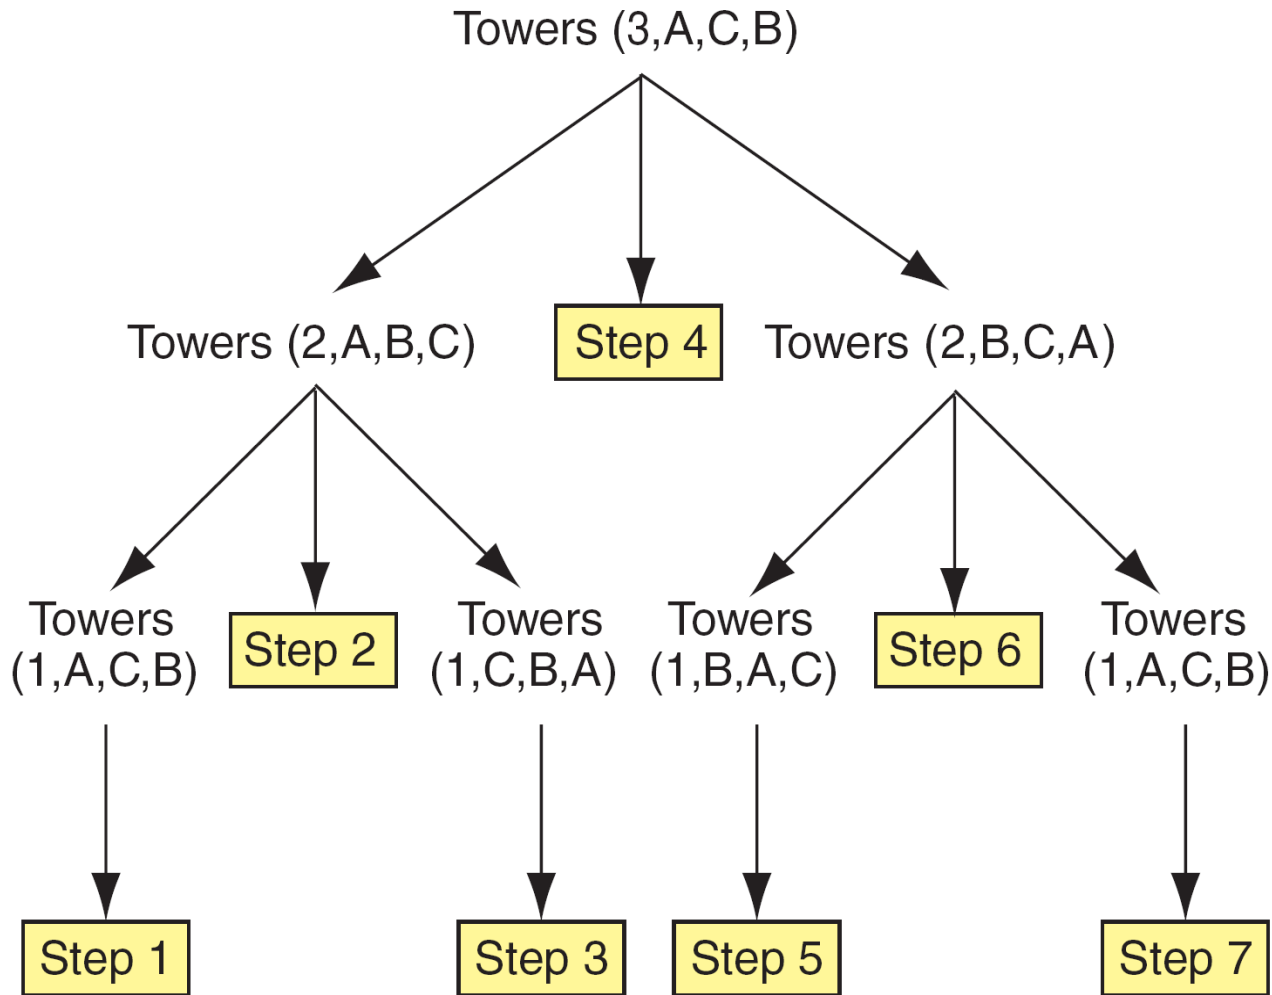 Towers (3,A,C,B)
Towers (2,A,B,C)
Step 4
Towers (2,B,C,A)
Towers
(1,A,C,B)
Step 2
Towers
(1,C,B,A)
Towers
(1,B,A,C)
Step 6
Towers
(1,A,C,B)
Step 1
Step 3
Step 5
Step 7